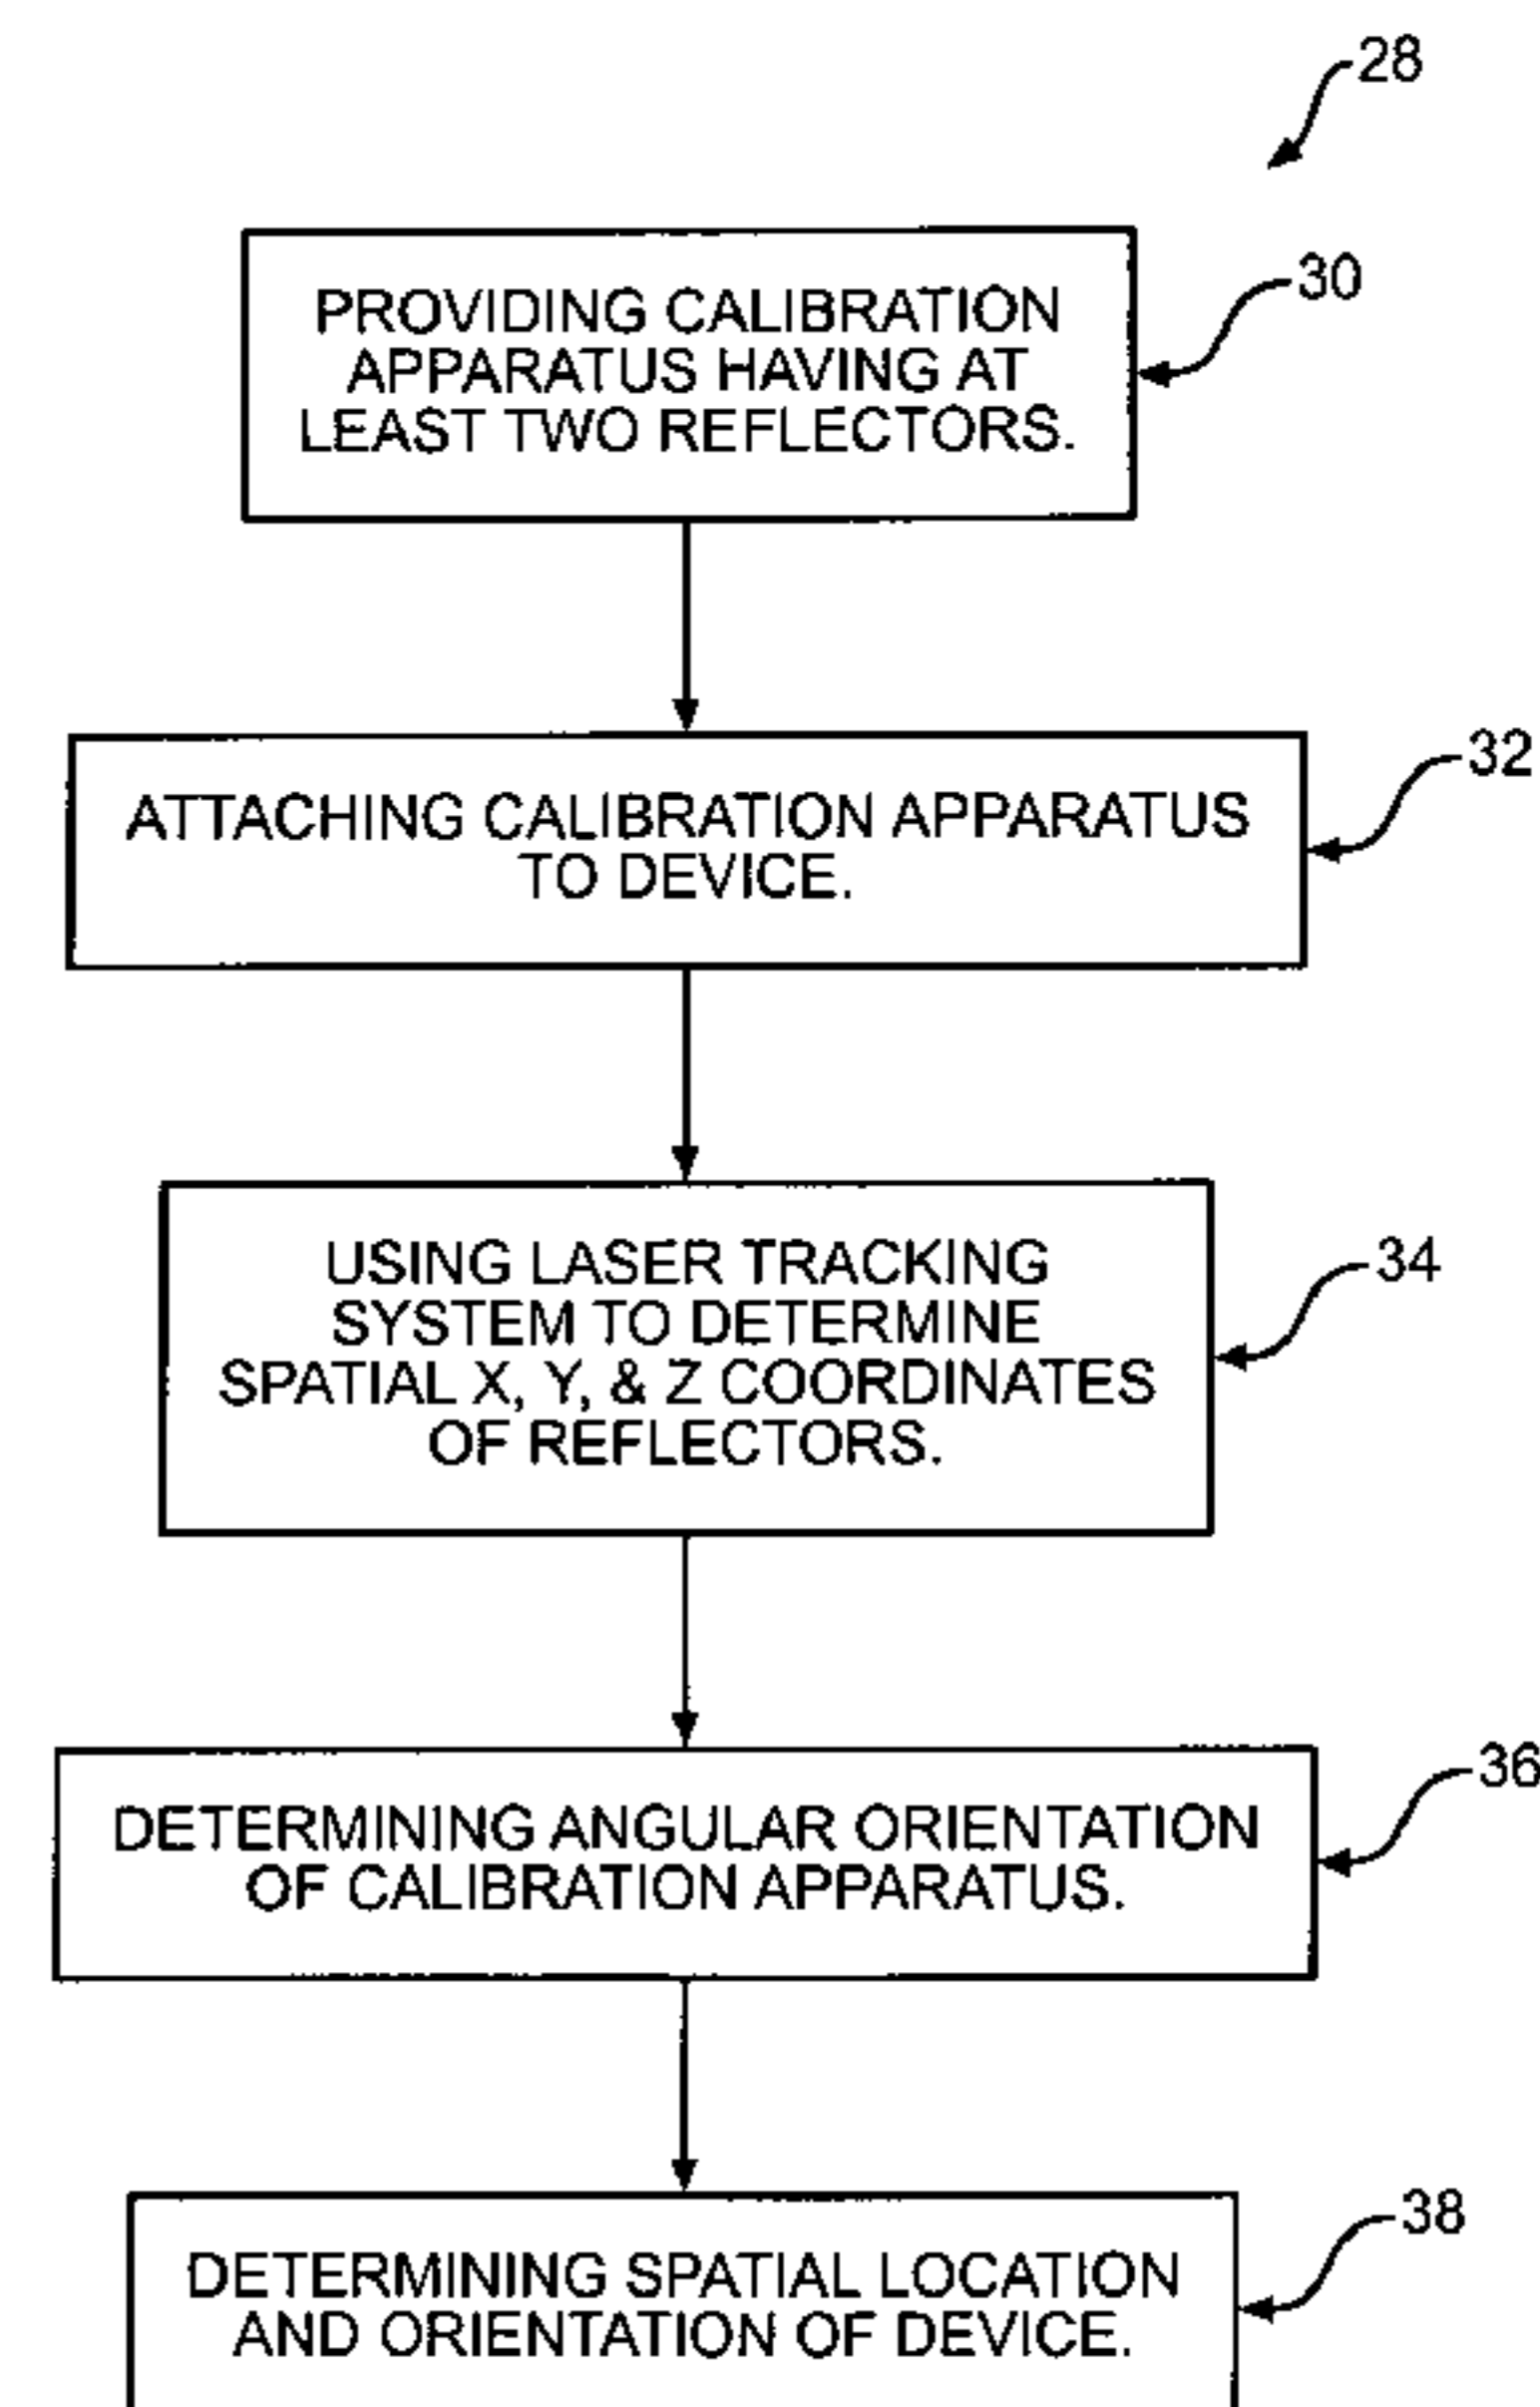 28
30
PROVIDING CALIBRATION
APPARATUS HAVING AT
LEAST TWO REFLECTORS.
32
ATTACHING CALIBRATION APPARATUS
TO DEVICE.
34
USING LASER TRACKING
SYSTEM TO DETERMINE
SPATIAL X, Y, & Z COORDINATES
OF REFLECTORS.
36
DETERMINING ANGULAR ORIENTATION
OF CALIBRATION APPARATUS.
38
DETERMINING SPATIAL LOCATION
AND ORIENTATION OF DEVICE.